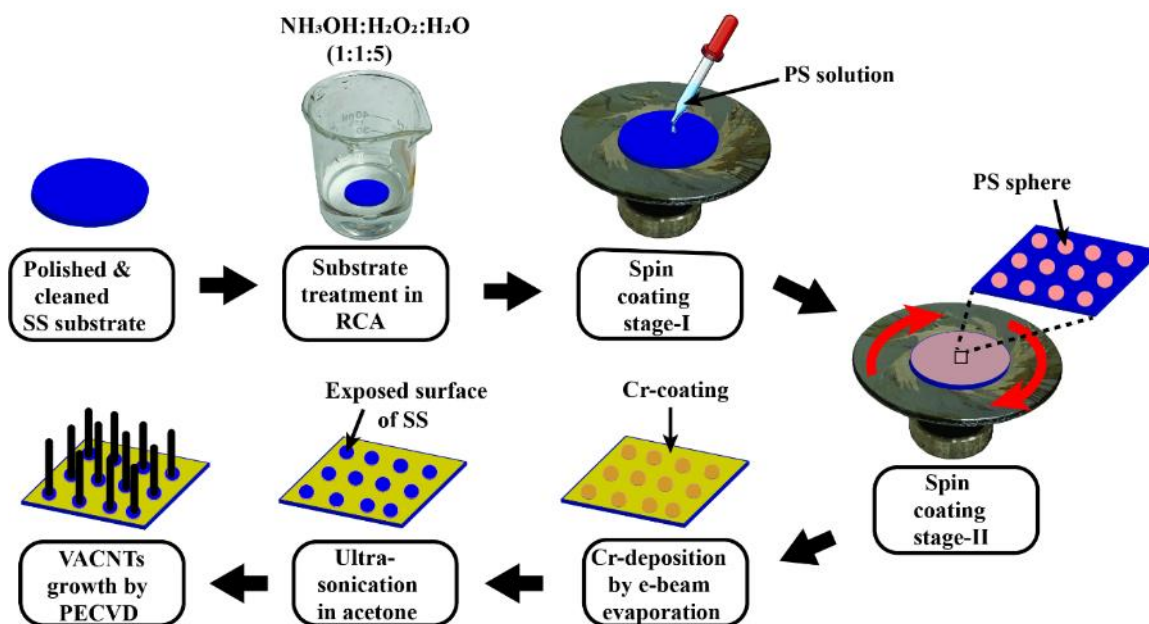 NH₃OH:H₂O₂:H₂O
(1:1:5)
PS solution
PS sphere
Polished &
cleaned
SS substrate
Substrate
treatment in
RCA
Spin
coating
stage-I
Spin
coating
stage-II
Exposed surface
of SS
Cr-coating
VACNTs
growth by
PECVD
Ultra-
sonication
in acetone
Cr-deposition
by e-beam
evaporation